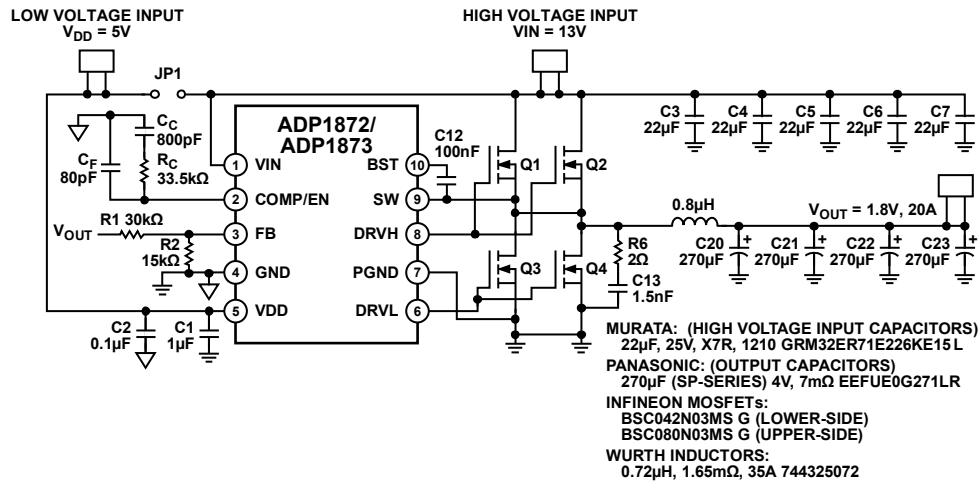 LOW VOLTAGE INPUT
V_DD = 5V
HIGH VOLTAGE INPUT
VIN = 13V
JP1
C_C
800pF
C_F
80pF
R_C
33.5kΩ
ADP1872/
ADP1873
1 VIN
2 COMP/EN
3 FB
4 GND
5 VDD
BST 10
SW 9
DRVH 8
PGND 7
DRVL 6
V_OUT
R1 30kΩ
R2
15kΩ
C2
0.1µF
C1
1µF
C12
100nF
Q1
Q2
Q3
Q4
C3
22µF
C4
22µF
C5
22µF
C6
22µF
C7
22µF
0.8µH
V_OUT = 1.8V, 20A
R6
2Ω
C13
1.5nF
C20
270µF
+
C21
270µF
+
C22
270µF
+
C23
270µF
+
MURATA: (HIGH VOLTAGE INPUT CAPACITORS)
22µF, 25V, X7R, 1210 GRM32ER71E226KE15L
PANASONIC: (OUTPUT CAPACITORS)
270µF (SP-SERIES) 4V, 7mΩ EEFUE0G271LR
INFINEON MOSFETs:
BSC042N03MS G (LOWER-SIDE)
BSC080N03MS G (UPPER-SIDE)
WURTH INDUCTORS:
0.72µH, 1.65mΩ, 35A 744325072